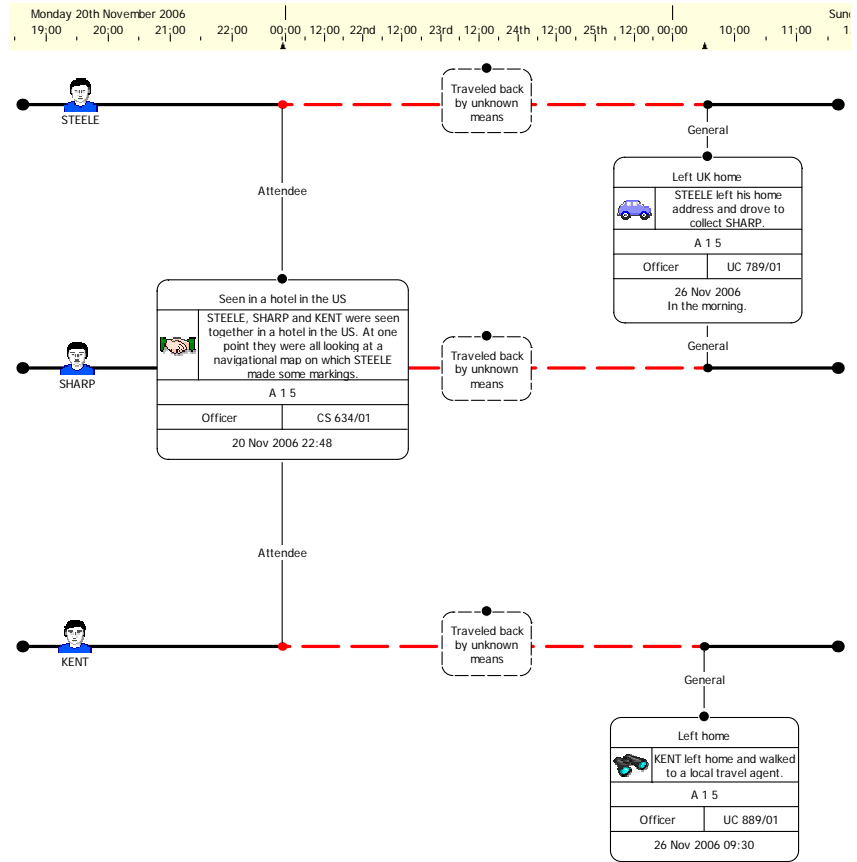 Monday 20th November 2006
Sun
19:00 20:00 21:00 22:00 00:00 12:00 22nd 12:00 23rd 12:00 24th 12:00 25th 12:00 00:00 10:00 11:00 1
STEELE
Traveled back
by unknown
means
General
Left UK home
STEELE left his home
address and drove to
collect SHARP.
A 1 5
Officer UC 789/01
26 Nov 2006
In the morning.
General
Attendee
Seen in a hotel in the US
STEELE, SHARP and KENT were seen
together in a hotel in the US. At one
point they were all looking at a
navigational map on which STEELE
made some markings.
A 1 5
Officer CS 634/01
20 Nov 2006 22:48
SHARP
Traveled back
by unknown
means
Attendee
KENT
Traveled back
by unknown
means
General
Left home
KENT left home and walked
to a local travel agent.
A 1 5
Officer UC 889/01
26 Nov 2006 09:30